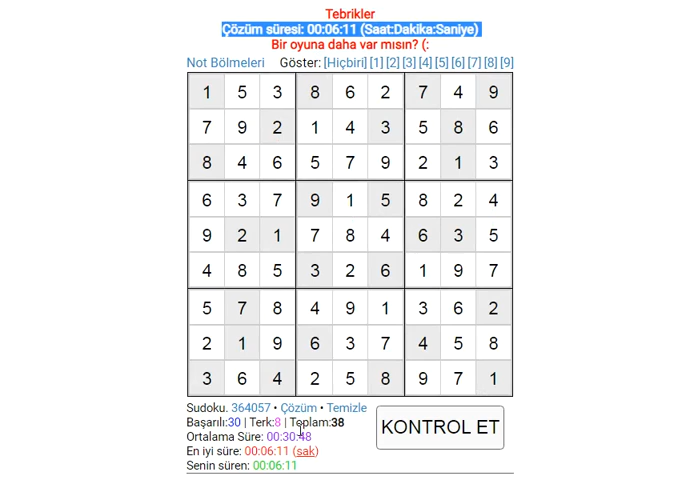 Tebrikler
Çözüm süresi: 00:06:11 (Saat:Dakika:Saniye)
Bir oyuna daha var mısın? (:
Not Bölmeleri Göster: [Hiçbiri] [1] [2] [3] [4] [5] [6] [7] [8] [9]
1 5 3 8 6 2 7 4 9
7 9 2 1 4 3 5 8 6
8 4 6 5 7 9 2 1 3
6 3 7 9 1 5 8 2 4
9 2 1 7 8 4 6 3 5
4 8 5 3 2 6 1 9 7
5 7 8 4 9 1 3 6 2
2 1 9 6 3 7 4 5 8
3 6 4 2 5 8 9 7 1
Sudoku. 364057 • Çözüm • Temizle
Başarılı:30 | Terk:8 | Toplam:38
Ortalama Süre: 00:30:48
En iyi süre: 00:06:11 (sak)
Senin süren: 00:06:11
KONTROL ET